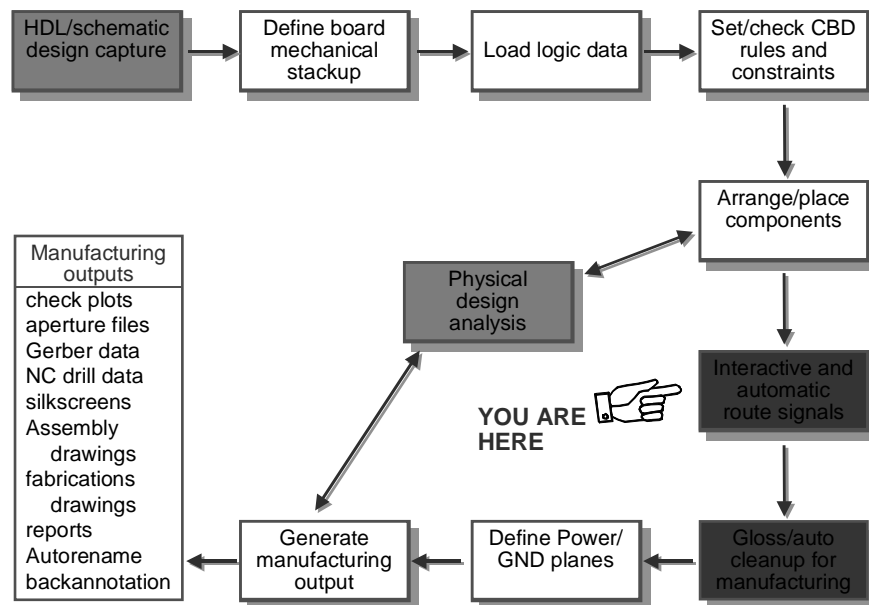 HDL/schematic
design capture
Define board
mechanical
stackup
Load logic data
Set/check CBD
rules and
constraints
Arrange/place
components
Manufacturing
outputs
check plots
aperture files
Gerber data
NC drill data
silkscreens
Assembly
drawings
fabrications
drawings
reports
Autorename
backannotation
Physical
design
analysis
YOU ARE
HERE
Interactive and
automatic
route signals
Generate
manufacturing
output
Define Power/
GND planes
Gloss/auto
cleanup for
manufacturing